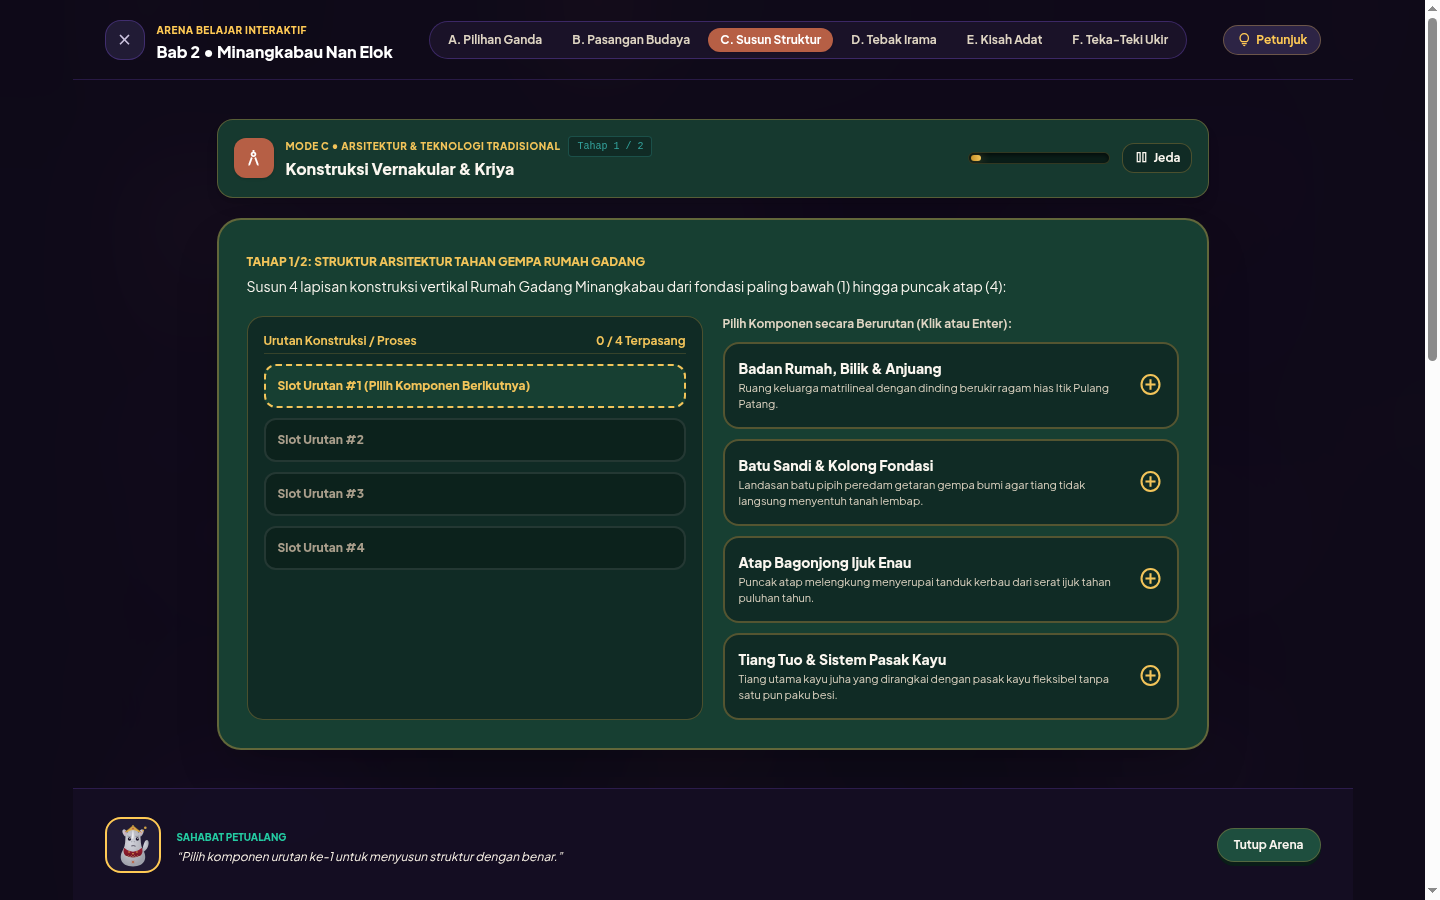 ARENA BELAJAR INTERAKTIF
Bab 2 • Minangkabau Nan Elok
A. Pilihan Ganda
B. Pasangan Budaya
C. Susun Struktur
D. Tebak Irama
E. Kisah Adat
F. Teka-Teki Ukir
Petunjuk
MODE C • ARSITEKTUR & TEKNOLOGI TRADISIONAL
Tahap 1 / 2
Konstruksi Vernakular & Kriya
Jeda
TAHAP 1/2: STRUKTUR ARSITEKTUR TAHAN GEMPA RUMAH GADANG
Susun 4 lapisan konstruksi vertikal Rumah Gadang Minangkabau dari fondasi paling bawah (1) hingga puncak atap (4):
Urutan Konstruksi / Proses
0 / 4 Terpasang
Slot Urutan #1 (Pilih Komponen Berikutnya)
Slot Urutan #2
Slot Urutan #3
Slot Urutan #4
Pilih Komponen secara Berurutan (Klik atau Enter):
Badan Rumah, Bilik & Anjuang
Ruang keluarga matrilineal dengan dinding berukir ragam hias Itik Pulang
Patang.
Batu Sandi & Kolong Fondasi
Landasan batu pipih peredam getaran gempa bumi agar tiang tidak
langsung menyentuh tanah lembap.
Atap Bagonjong Ijuk Enau
Puncak atap melengkung menyerupai tanduk kerbau dari serat ijuk tahan
puluhan tahun.
Tiang Tuo & Sistem Pasak Kayu
Tiang utama kayu juha yang dirangkai dengan pasak kayu fleksibel tanpa
satu pun paku besi.
SAHABAT PETUALANG
"Pilih komponen urutan ke-1 untuk menyusun struktur dengan benar."
Tutup Arena